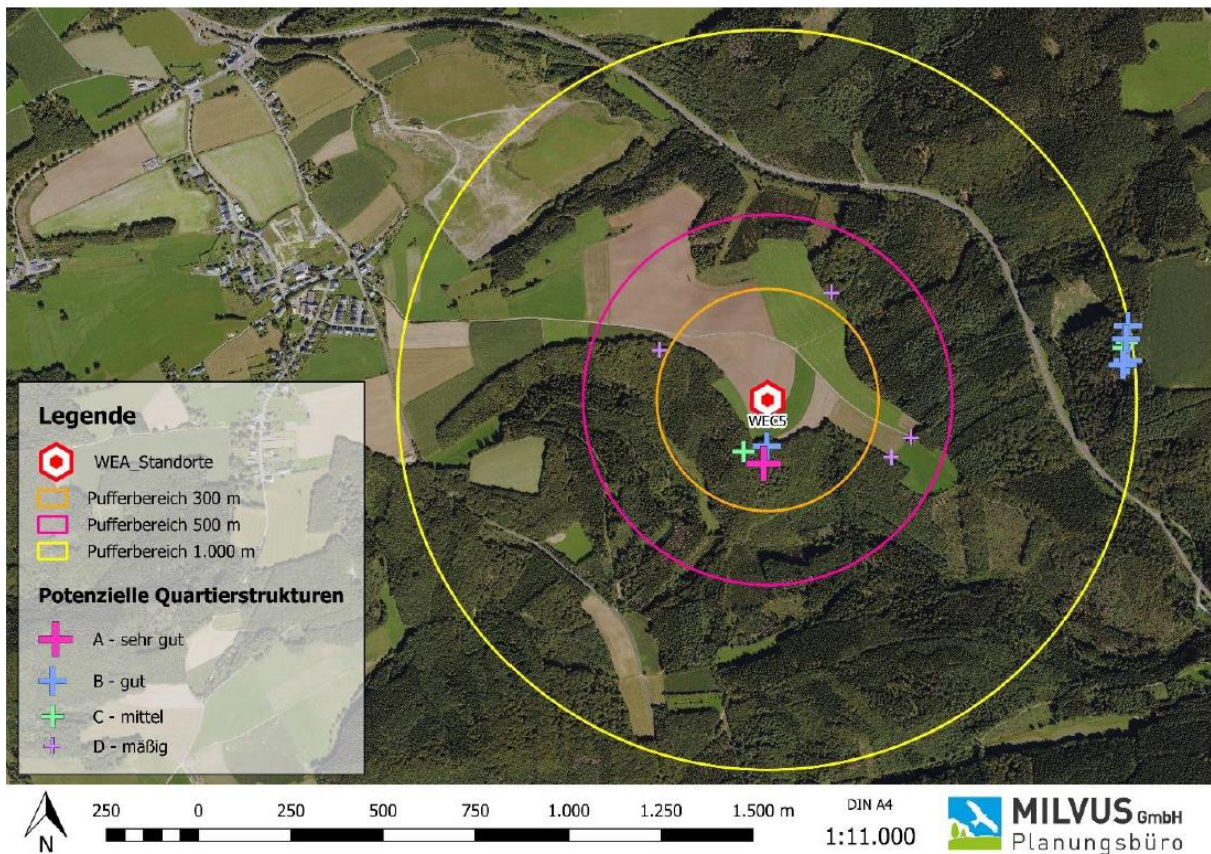 WEC5
Legende
WEA_Standorte
Pufferbereich 300 m
Pufferbereich 500 m
Pufferbereich 1.000 m
Potenzielle Quartierstrukturen
A - sehr gut
B - gut
C - mittel
D - mäßig
N
250 0 250 500 750 1.000 1.250 1.500 m
DIN A4
1:11.000
MILVUS GmbH
Planungsbüro